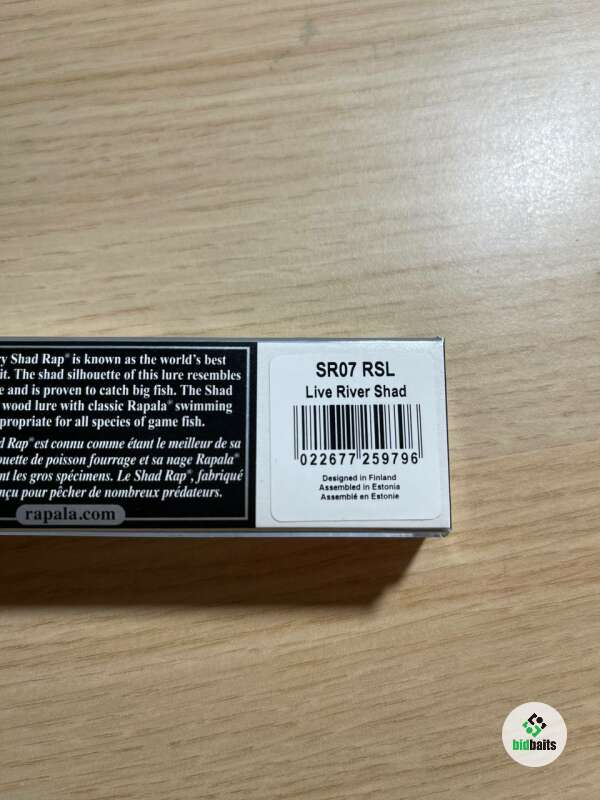 ry Shad Rap® is known as the world's best
it. The shad silhouette of this lure resembles
e and is proven to catch big fish. The Shad
wood lure with classic Rapala® swimming
propriate for all species of game fish.
d Rap® est connu comme étant le meilleur de sa
ouette de poisson fourrage et sa nage Rapala®
nt les gros spécimens. Le Shad Rap®, fabriqué
nçu pour pêcher de nombreux prédateurs.
rapala.com
SR07 RSL
Live River Shad
022677 259796
Designed in Finland
Assembled in Estonia
Assemblé en Estonie
bidbaits